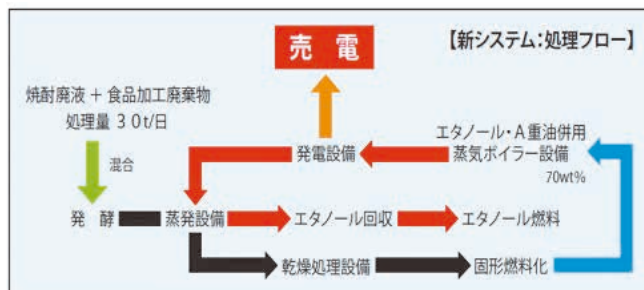 売電
【新システム:処理フロー】
焼酎廃液 + 食品加工廃棄物
処理量 30t/日
混合
発電設備
エタノール・A重油併用
蒸気ボイラー設備
70wt%
発酵
蒸発設備
エタノール回収
エタノール燃料
乾燥処理設備
固形燃料化